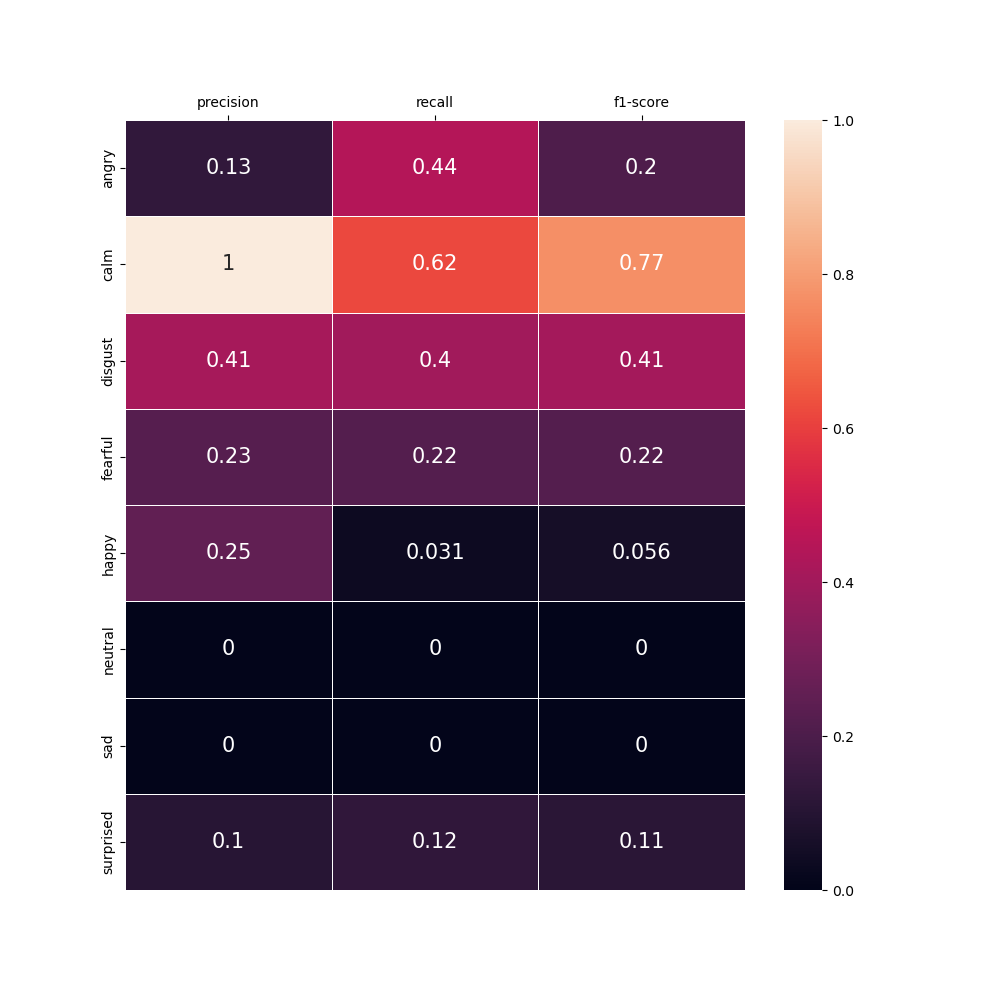 precision recall f1-score
angry 0.13 0.44 0.2
calm 1 0.62 0.77
disgust 0.41 0.4 0.41
fearful 0.23 0.22 0.22
happy 0.25 0.031 0.056
neutral 0 0 0
sad 0 0 0
surprised 0.1 0.12 0.11
1.0
0.8
0.6
0.4
0.2
0.0